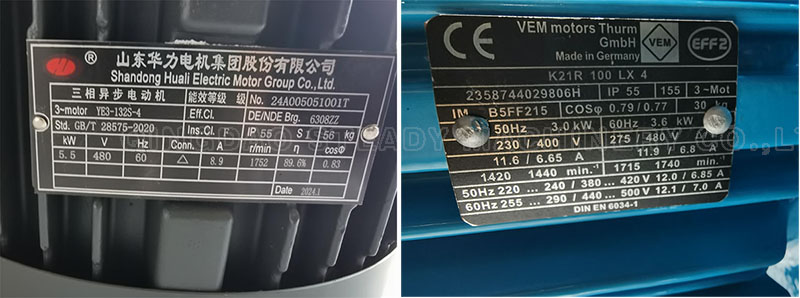 ®
山东华力电机集团股份有限公司
Shandong Huali Electric Motor Group Co.,Ltd.
三相异步电动机 能效等级 级 No. 24A005051001T
3~motor YE3-132S-4 Effi.Cl. DE/NDE Brg. 6308ZZ
Std. GB/T 28575-2020 Ins.Cl. IP 55 S1 56 kg
kW V Hz Conn. A r/min η cosΦ
5.5 480 60 △ 8.9 1752 89.6% 0.83
Date 2024.1
CE VEM motors Thurm GmbH VEM EFF2
Made in Germany
K21R 100 LX 4
2358744029806H IP 55 155 3~Mot
IM B5FF215 COSφ 0.79/0.77 30 kg
50Hz 3.0 kW 60Hz 3.6 kW
230 / 400 V 275 / 480 V
11.6 / 6.65 A 11.9 / 6.8
1420 1440 min⁻¹ 1715 1740 min⁻¹
50Hz 220 ... 240 / 380 ... 420 V 12.0 / 6.85 A
60Hz 255 ... 290 / 440 ... 500 V 12.1 / 7.0 A
DIN EN 6034-1